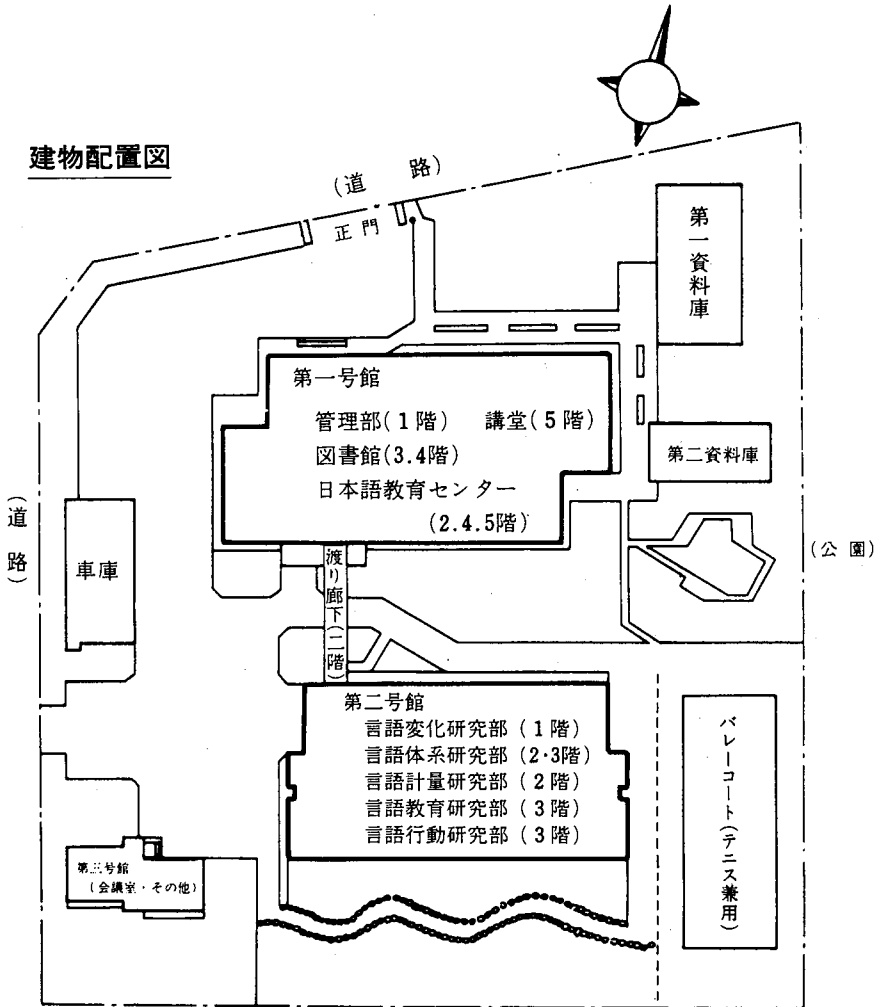 建物配置図
(道路)
正門
第一資料庫
第一号館
管理部(1階) 講堂(5階)
図書館(3.4階)
日本語教育センター
(2.4.5階)
第二資料庫
(道路)
車庫
渡り廊下(二階)
(公園)
第二号館
言語変化研究部(1階)
言語体系研究部(2・3階)
言語計量研究部(2階)
言語教育研究部(3階)
言語行動研究部(3階)
バレーコート(テニス兼用)
第三号館
(会議室・その他)